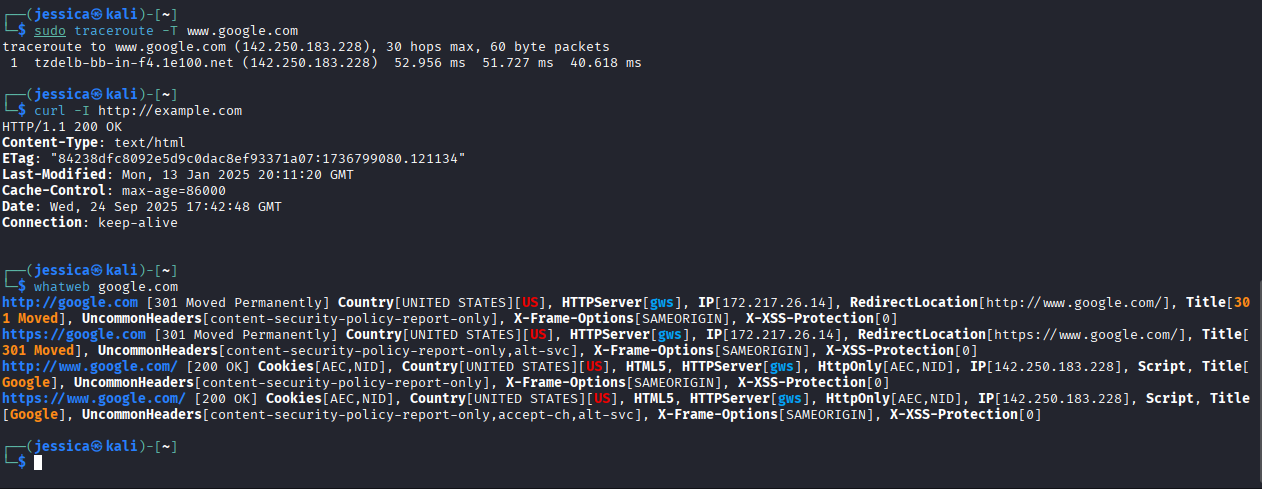 ┌──(jessica㉿kali)-[~]
└─$ sudo traceroute -T www.google.com
traceroute to www.google.com (142.250.183.228), 30 hops max, 60 byte packets
 1  tzdelb-bb-in-f4.1e100.net (142.250.183.228)  52.956 ms  51.727 ms  40.618 ms
┌──(jessica㉿kali)-[~]
└─$ curl -I http://example.com
HTTP/1.1 200 OK
Content-Type: text/html
ETag: "84238dfc8092e5d9c0dac8ef93371a07:1736799080.121134"
Last-Modified: Mon, 13 Jan 2025 20:11:20 GMT
Cache-Control: max-age=86000
Date: Wed, 24 Sep 2025 17:42:48 GMT
Connection: keep-alive
┌──(jessica㉿kali)-[~]
└─$ whatweb google.com
http://google.com [301 Moved Permanently] Country[UNITED STATES][US], HTTPServer[gws], IP[172.217.26.14], RedirectLocation[http://www.google.com/], Title[30
1 Moved], UncommonHeaders[content-security-policy-report-only], X-Frame-Options[SAMEORIGIN], X-XSS-Protection[0]
https://google.com [301 Moved Permanently] Country[UNITED STATES][US], HTTPServer[gws], IP[172.217.26.14], RedirectLocation[https://www.google.com/], Title[
301 Moved], UncommonHeaders[content-security-policy-report-only,alt-svc], X-Frame-Options[SAMEORIGIN], X-XSS-Protection[0]
http://www.google.com/ [200 OK] Cookies[AEC,NID], Country[UNITED STATES][US], HTML5, HTTPServer[gws], HttpOnly[AEC,NID], IP[142.250.183.228], Script, Title[
Google], UncommonHeaders[content-security-policy-report-only], X-Frame-Options[SAMEORIGIN], X-XSS-Protection[0]
https://www.google.com/ [200 OK] Cookies[AEC,NID], Country[UNITED STATES][US], HTML5, HTTPServer[gws], HttpOnly[AEC,NID], IP[142.250.183.228], Script, Title
[Google], UncommonHeaders[content-security-policy-report-only,accept-ch,alt-svc], X-Frame-Options[SAMEORIGIN], X-XSS-Protection[0]
┌──(jessica㉿kali)-[~]
└─$